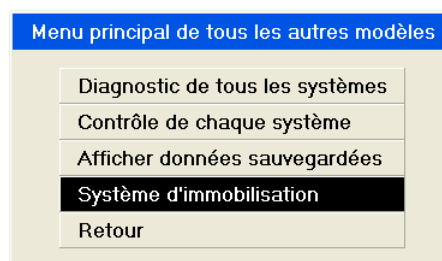 Menu principal de tous les autres modèles
Diagnostic de tous les systèmes
Contrôle de chaque système
Afficher données sauvegardées
Système d'immobilisation
Retour